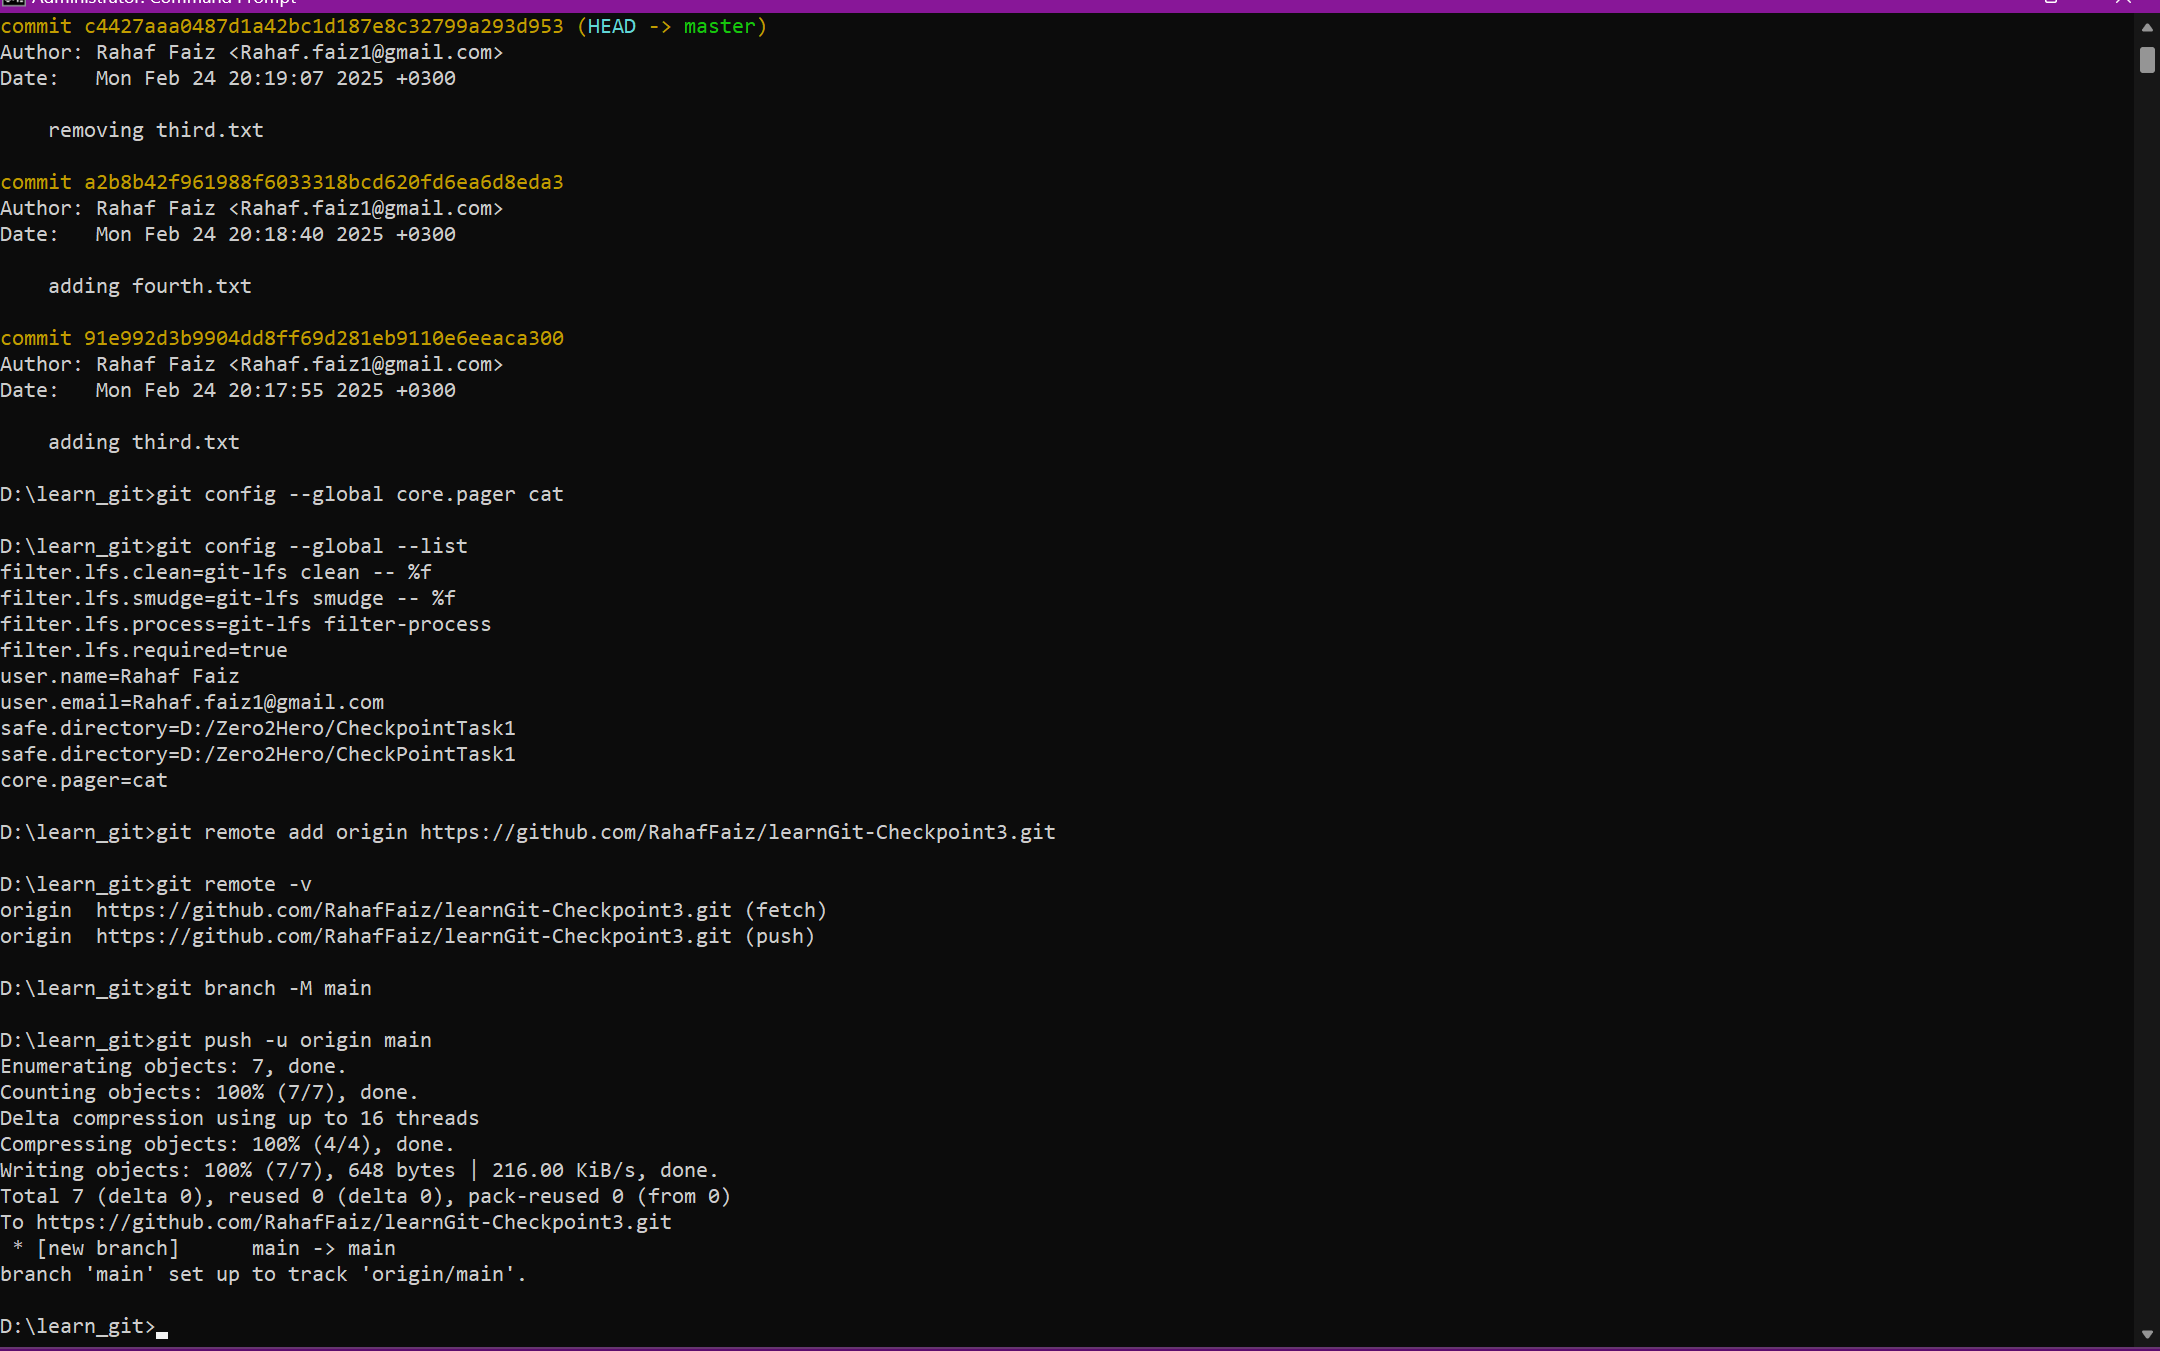 Administrator: Command Prompt
commit c4427aaa0487d1a42bc1d187e8c32799a293d953 (HEAD -> master)
Author: Rahaf Faiz <Rahaf.faiz1@gmail.com>
Date:   Mon Feb 24 20:19:07 2025 +0300
    removing third.txt
commit a2b8b42f961988f6033318bcd620fd6ea6d8eda3
Author: Rahaf Faiz <Rahaf.faiz1@gmail.com>
Date:   Mon Feb 24 20:18:40 2025 +0300
    adding fourth.txt
commit 91e992d3b9904dd8ff69d281eb9110e6eeaca300
Author: Rahaf Faiz <Rahaf.faiz1@gmail.com>
Date:   Mon Feb 24 20:17:55 2025 +0300
    adding third.txt
D:\learn_git>git config --global core.pager cat
D:\learn_git>git config --global --list
filter.lfs.clean=git-lfs clean -- %f
filter.lfs.smudge=git-lfs smudge -- %f
filter.lfs.process=git-lfs filter-process
filter.lfs.required=true
user.name=Rahaf Faiz
user.email=Rahaf.faiz1@gmail.com
safe.directory=D:/Zero2Hero/CheckpointTask1
safe.directory=D:/Zero2Hero/CheckPointTask1
core.pager=cat
D:\learn_git>git remote add origin https://github.com/RahafFaiz/learnGit-Checkpoint3.git
D:\learn_git>git remote -v
origin  https://github.com/RahafFaiz/learnGit-Checkpoint3.git (fetch)
origin  https://github.com/RahafFaiz/learnGit-Checkpoint3.git (push)
D:\learn_git>git branch -M main
D:\learn_git>git push -u origin main
Enumerating objects: 7, done.
Counting objects: 100% (7/7), done.
Delta compression using up to 16 threads
Compressing objects: 100% (4/4), done.
Writing objects: 100% (7/7), 648 bytes | 216.00 KiB/s, done.
Total 7 (delta 0), reused 0 (delta 0), pack-reused 0 (from 0)
To https://github.com/RahafFaiz/learnGit-Checkpoint3.git
 * [new branch]      main -> main
branch 'main' set up to track 'origin/main'.
D:\learn_git>